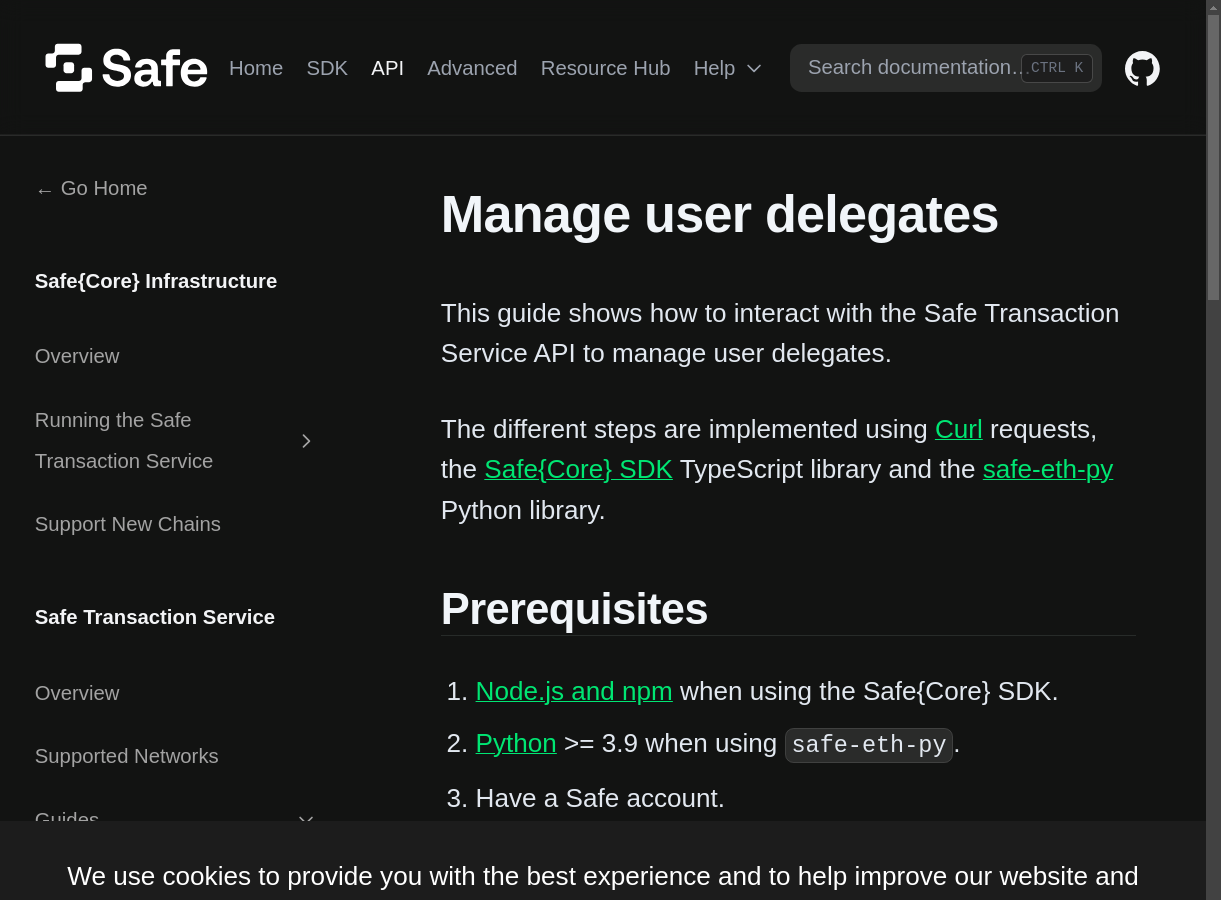 Safe
Home SDK API Advanced Resource Hub Help
Search documentation… CTRL K
← Go Home
Safe{Core} Infrastructure
Overview
Running the Safe
Transaction Service
Support New Chains
Safe Transaction Service
Overview
Supported Networks
Guides
Manage user delegates
This guide shows how to interact with the Safe Transaction
Service API to manage user delegates.
The different steps are implemented using Curl requests,
the Safe{Core} SDK TypeScript library and the safe-eth-py
Python library.
Prerequisites
1. Node.js and npm when using the Safe{Core} SDK.
2. Python >= 3.9 when using safe-eth-py.
3. Have a Safe account.
We use cookies to provide you with the best experience and to help improve our website and